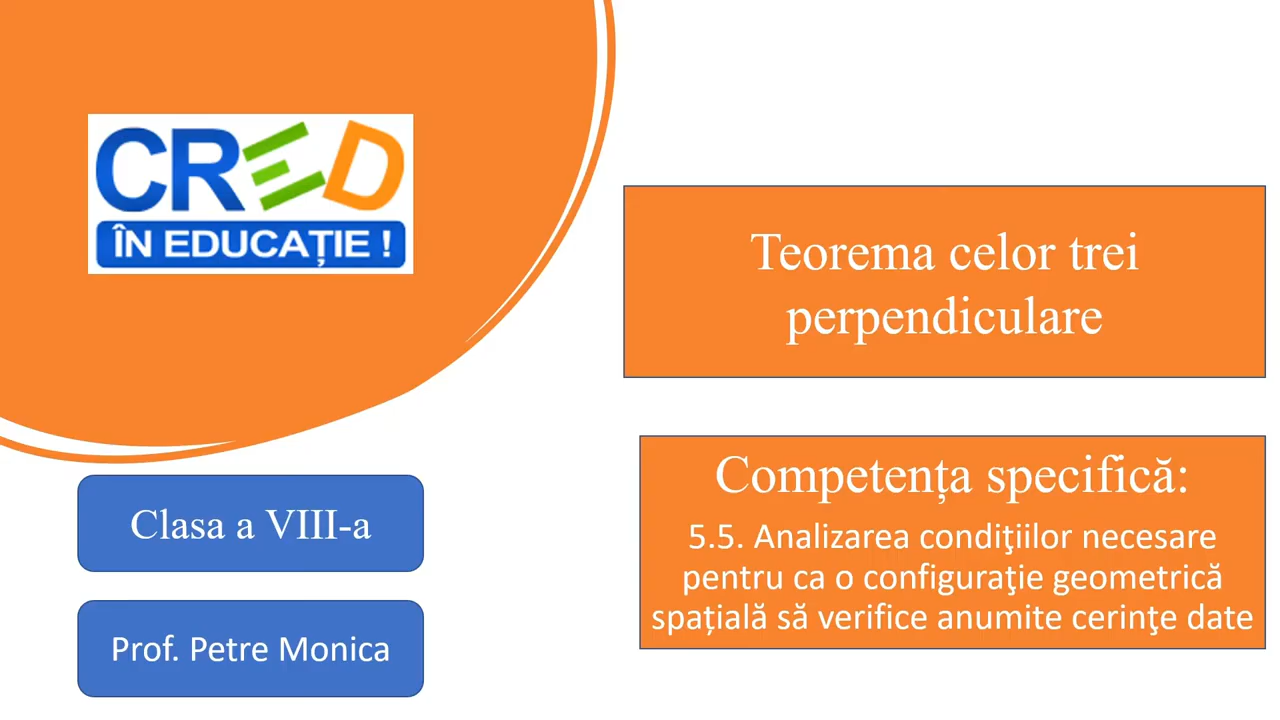 CRED
ÎN EDUCAȚIE !
Teorema celor trei
perpendiculare
Competența specifică:
5.5. Analizarea condiţiilor necesare
pentru ca o configuraţie geometrică
spațială să verifice anumite cerinţe date
Clasa a VIII-a
Prof. Petre Monica